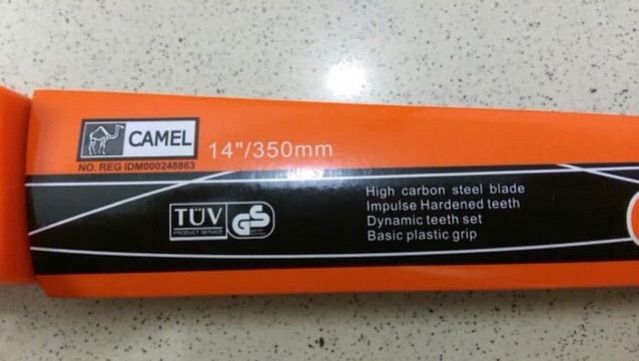 CAMEL
14"/350mm
NO. REG IDM000248863
High carbon steel blade
Impulse Hardened teeth
Dynamic teeth set
Basic plastic grip
TÜV
PRODUCT SERVICE
GS